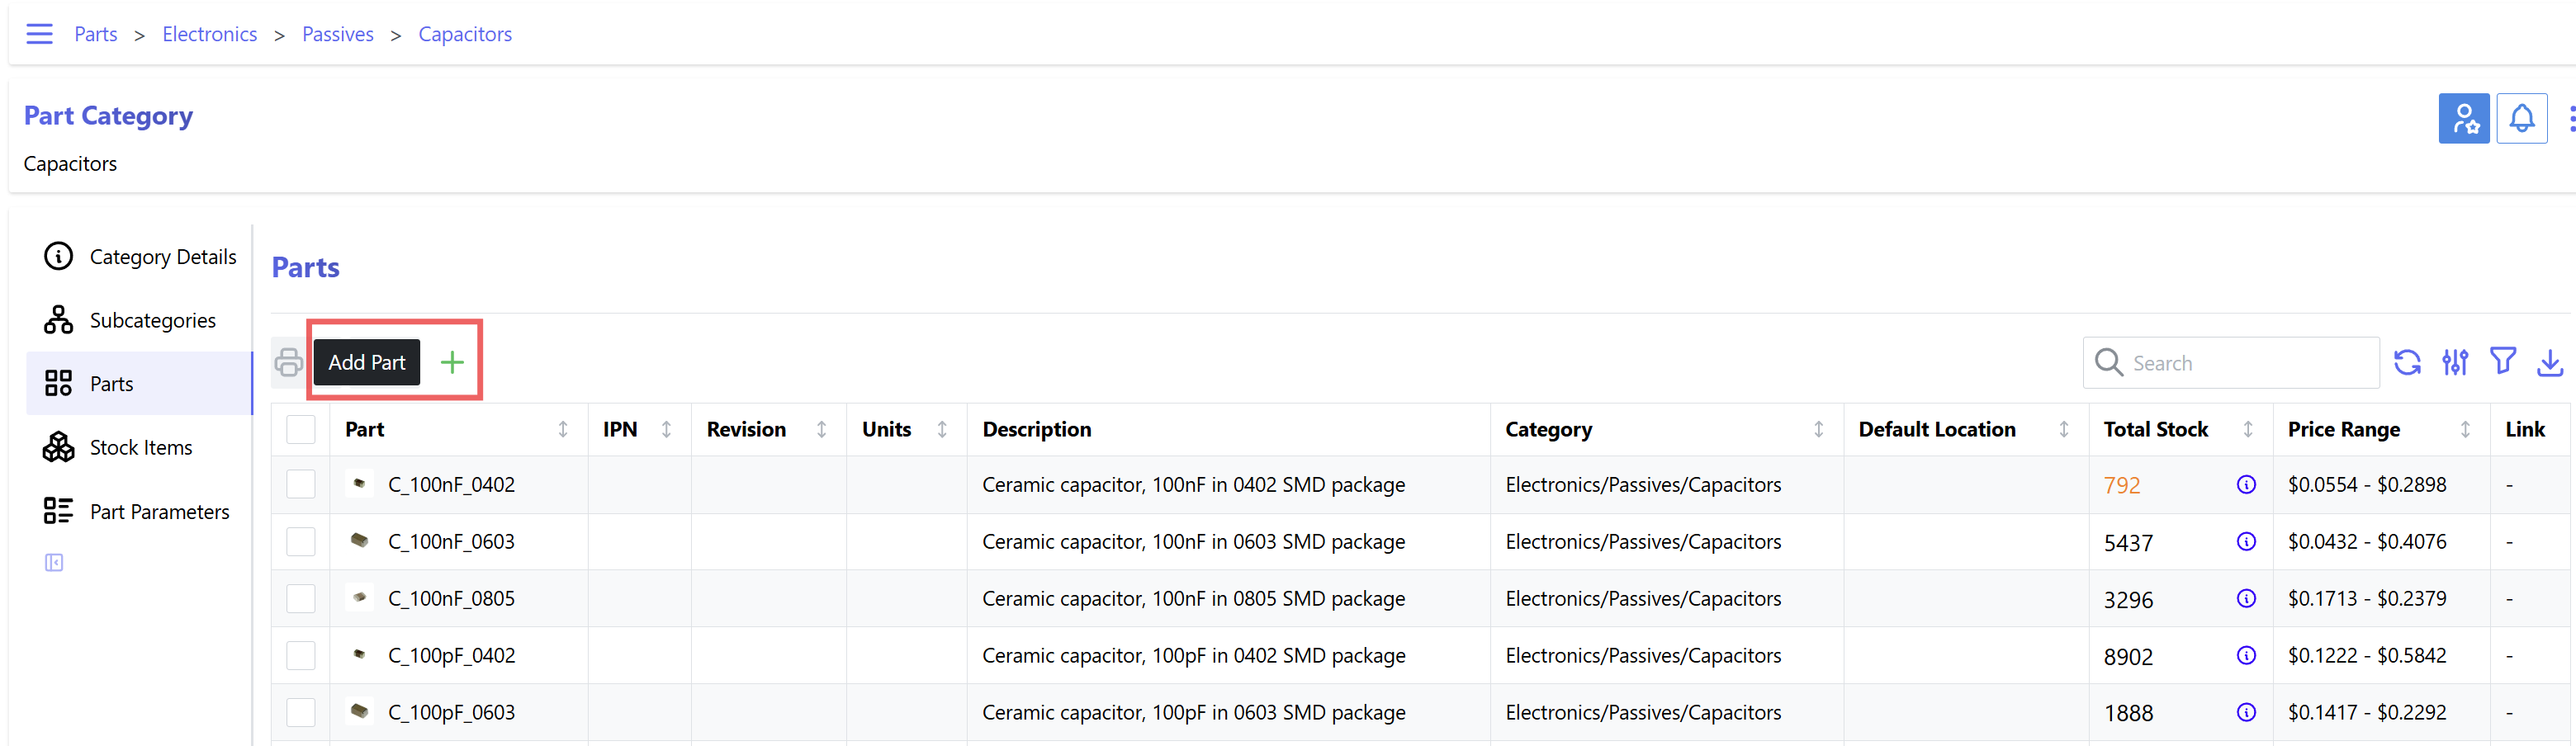 Parts > Electronics > Passives > Capacitors
Part Category
Capacitors
Category Details
Subcategories
Parts
Stock Items
Part Parameters
Parts
Add Part
Search
Part IPN Revision Units Description Category Default Location Total Stock Price Range Link
C_100nF_0402 Ceramic capacitor, 100nF in 0402 SMD package Electronics/Passives/Capacitors 792 $0.0554 - $0.2898 -
C_100nF_0603 Ceramic capacitor, 100nF in 0603 SMD package Electronics/Passives/Capacitors 5437 $0.0432 - $0.4076 -
C_100nF_0805 Ceramic capacitor, 100nF in 0805 SMD package Electronics/Passives/Capacitors 3296 $0.1713 - $0.2379 -
C_100pF_0402 Ceramic capacitor, 100pF in 0402 SMD package Electronics/Passives/Capacitors 8902 $0.1222 - $0.5842 -
C_100pF_0603 Ceramic capacitor, 100pF in 0603 SMD package Electronics/Passives/Capacitors 1888 $0.1417 - $0.2292 -